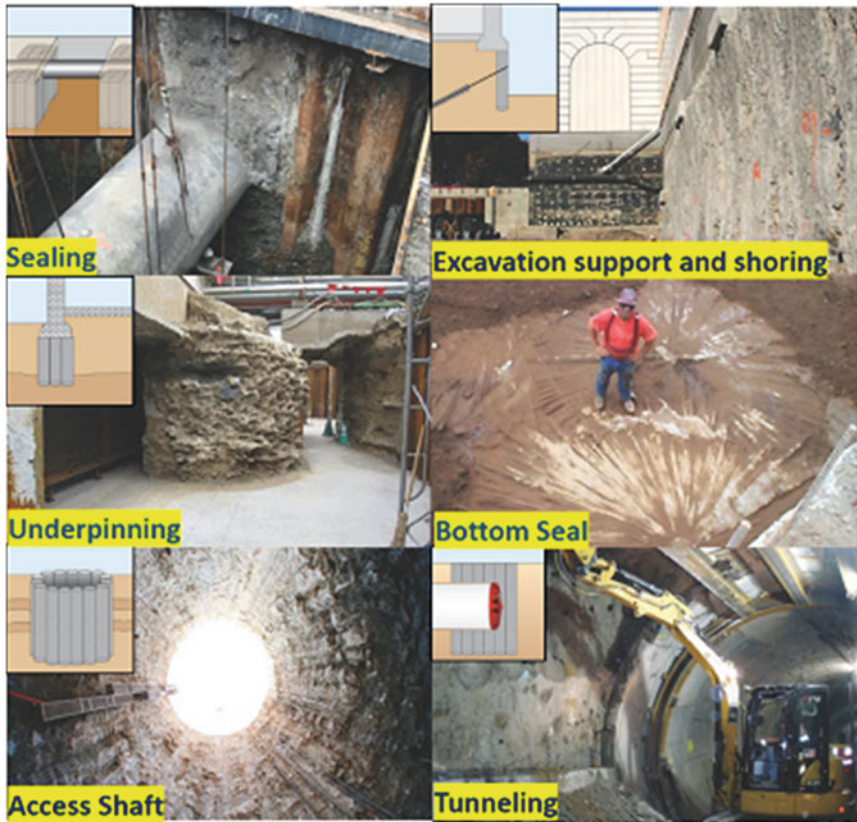 Sealing
Excavation support and shoring
Underpinning
Bottom Seal
Access Shaft
Tunneling